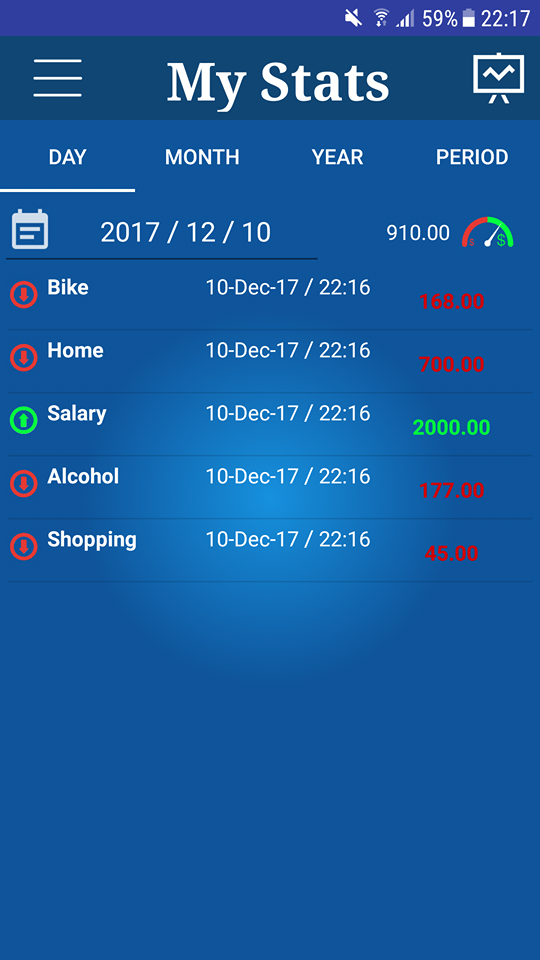 59% 22:17
My Stats
DAY MONTH YEAR PERIOD
2017 / 12 / 10 910.00 $ $
Bike 10-Dec-17 / 22:16 168.00
Home 10-Dec-17 / 22:16 700.00
Salary 10-Dec-17 / 22:16 2000.00
Alcohol 10-Dec-17 / 22:16 177.00
Shopping 10-Dec-17 / 22:16 45.00